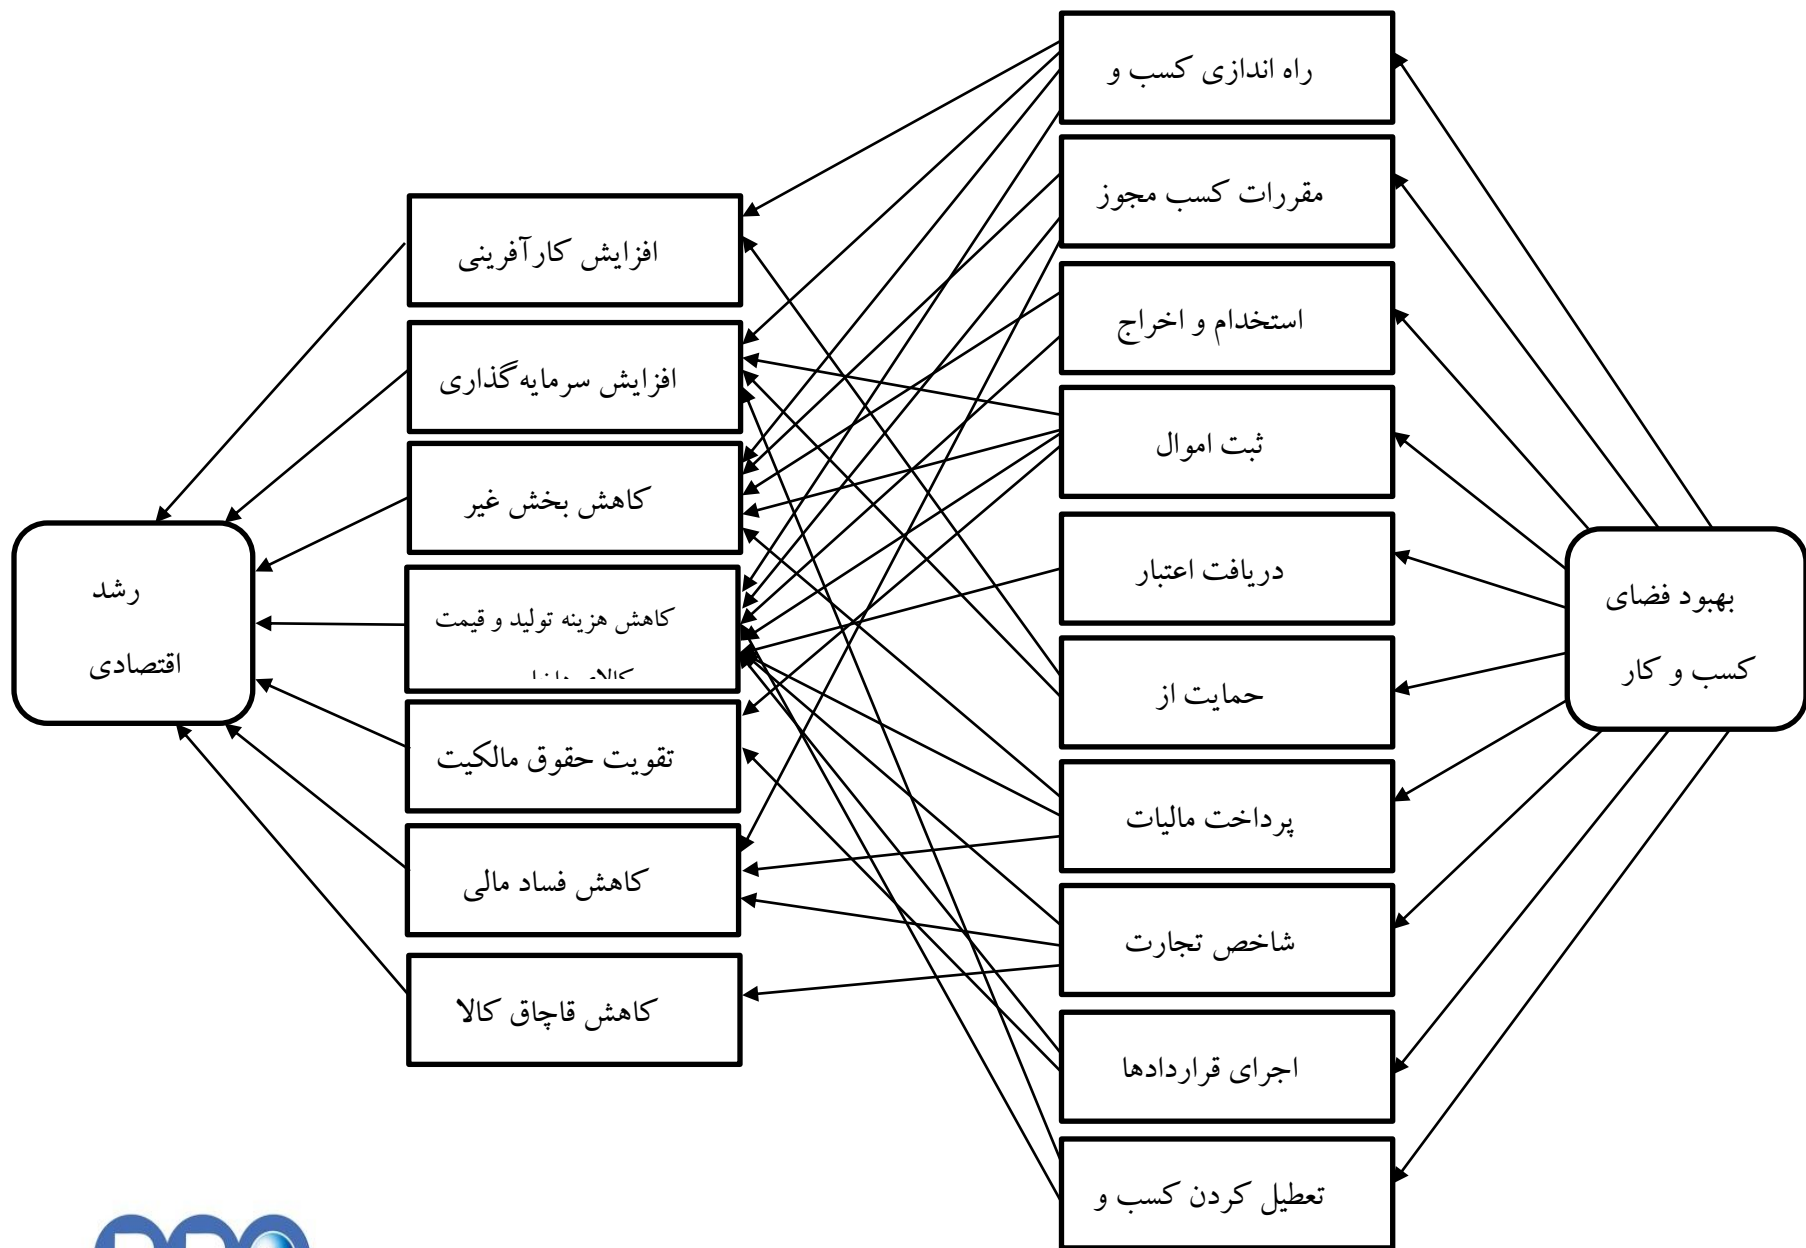 بهبود فضای
کسب و کار
راه اندازی کسب و
مقررات کسب مجوز
استخدام و اخراج
ثبت اموال
دریافت اعتبار
حمایت از
پرداخت مالیات
شاخص تجارت
اجرای قراردادها
تعطیل کردن کسب و
افزایش کارآفرینی
افزایش سرمایه‌گذاری
کاهش بخش غیر
کاهش هزینه تولید و قیمت
تقویت حقوق مالکیت
کاهش فساد مالی
کاهش قاچاق کالا
رشد
اقتصادی